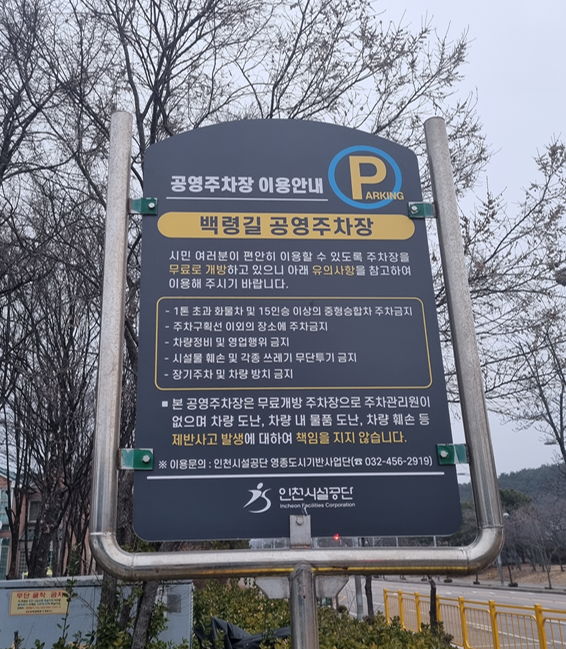 공영주차장 이용안내
PARKING
백령길 공영주차장
시민 여러분이 편안히 이용할 수 있도록 주차장을
무료로 개방하고 있으니 아래 유의사항을 참고하여
이용해 주시기 바랍니다.
- 1톤 초과 화물차 및 15인승 이상의 중형승합차 주차금지
- 주차구획선 이외의 장소에 주차금지
- 차량정비 및 영업행위 금지
- 시설물 훼손 및 각종 쓰레기 무단투기 금지
- 장기주차 및 차량 방치 금지
■ 본 공영주차장은 무료개방 주차장으로 주차관리원이
없으며 차량 도난, 차량 내 물품 도난, 차량 훼손 등
제반사고 발생에 대하여 책임을 지지 않습니다.
※ 이용문의 : 인천시설공단 영종도시기반사업단(☎ 032-456-2919)
인천시설공단
Incheon Facilities Corporation